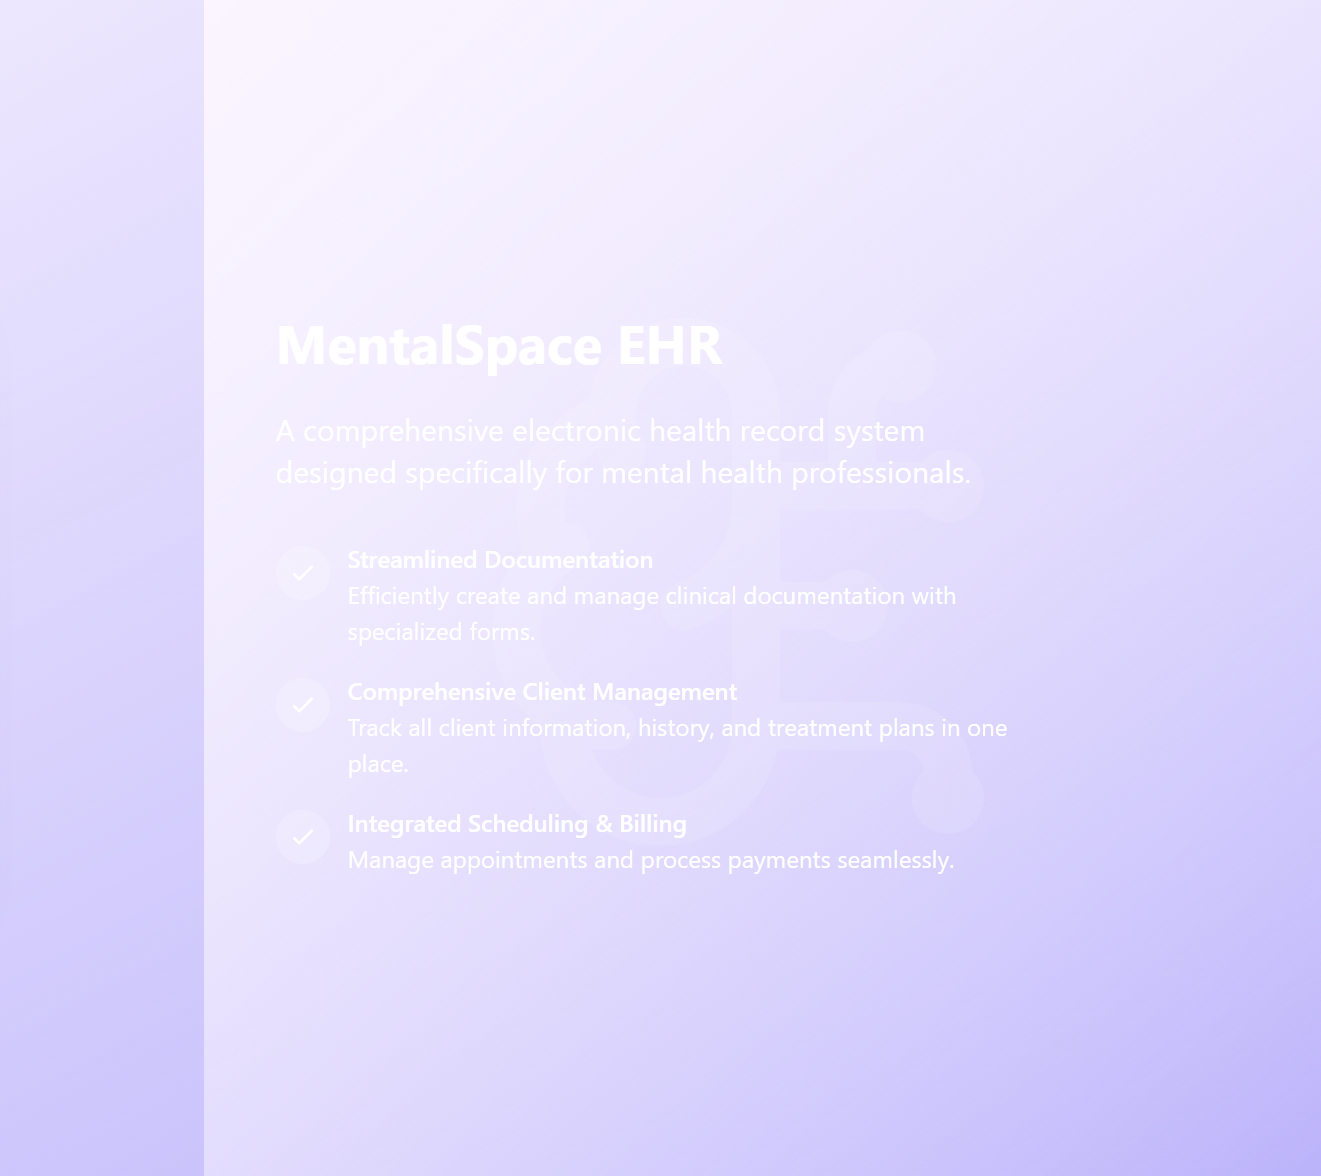 MentalSpace EHR
A comprehensive electronic health record system
designed specifically for mental health professionals.
Streamlined Documentation
Efficiently create and manage clinical documentation with
specialized forms.
Comprehensive Client Management
Track all client information, history, and treatment plans in one
place.
Integrated Scheduling & Billing
Manage appointments and process payments seamlessly.